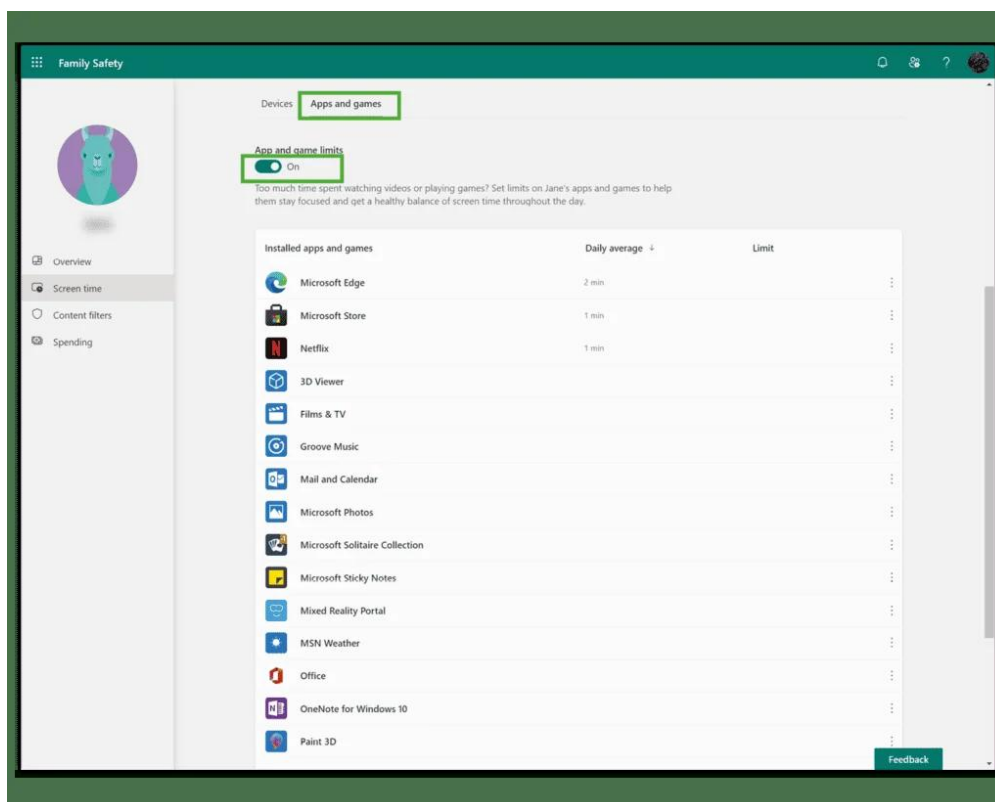 Family Safety
?
Devices Apps and games
App and game limits
On
Too much time spent watching videos or playing games? Set limits on Jane's apps and games to help
them stay focused and get a healthy balance of screen time throughout the day.
Overview
Screen time
Content filters
Spending
Installed apps and games Daily average ↓ Limit
Microsoft Edge 2 min
Microsoft Store 1 min
Netflix 1 min
3D Viewer
Films & TV
Groove Music
Mail and Calendar
Microsoft Photos
Microsoft Solitaire Collection
Microsoft Sticky Notes
Mixed Reality Portal
MSN Weather
Office
OneNote for Windows 10
Paint 3D
Feedback